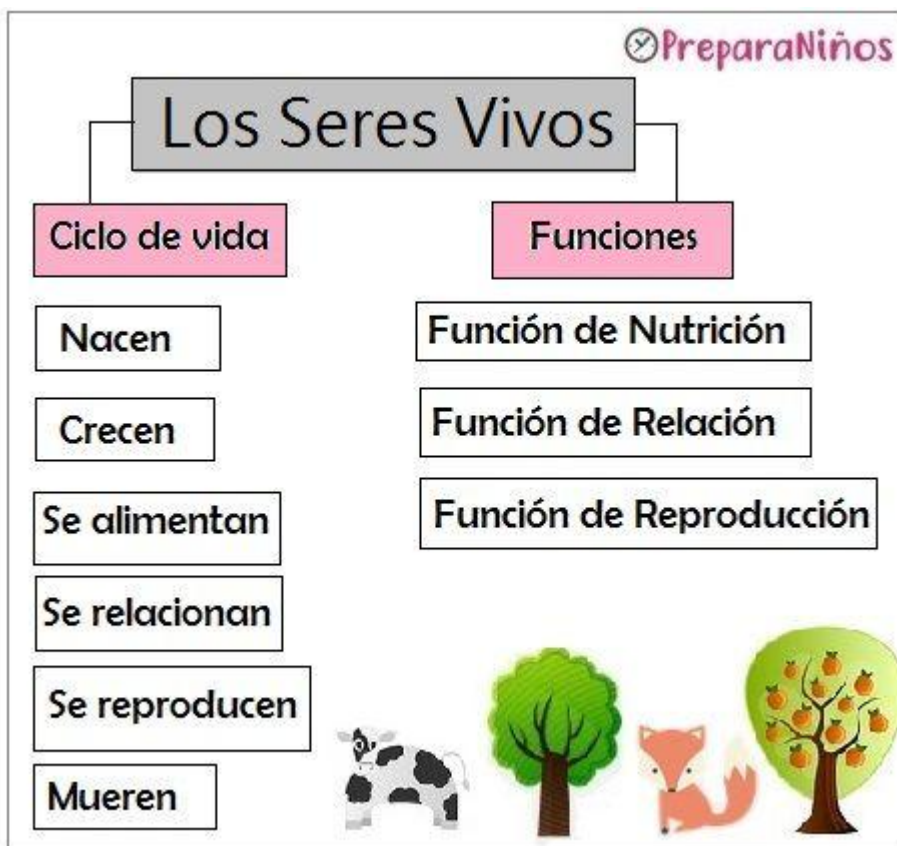 PreparaNiños
Los Seres Vivos
Ciclo de vida
Nacen
Crecen
Se alimentan
Se relacionan
Se reproducen
Mueren
Funciones
Función de Nutrición
Función de Relación
Función de Reproducción